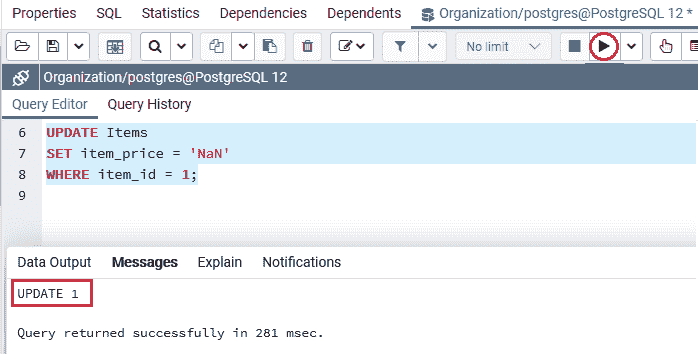 Properties SQL Statistics Dependencies Dependents Organization/postgres@PostgreSQL 12 *
No limit
Organization/postgres@PostgreSQL 12
Query Editor Query History
6 UPDATE Items
7 SET item_price = 'NaN'
8 WHERE item_id = 1;
9
Data Output Messages Explain Notifications
UPDATE 1
Query returned successfully in 281 msec.